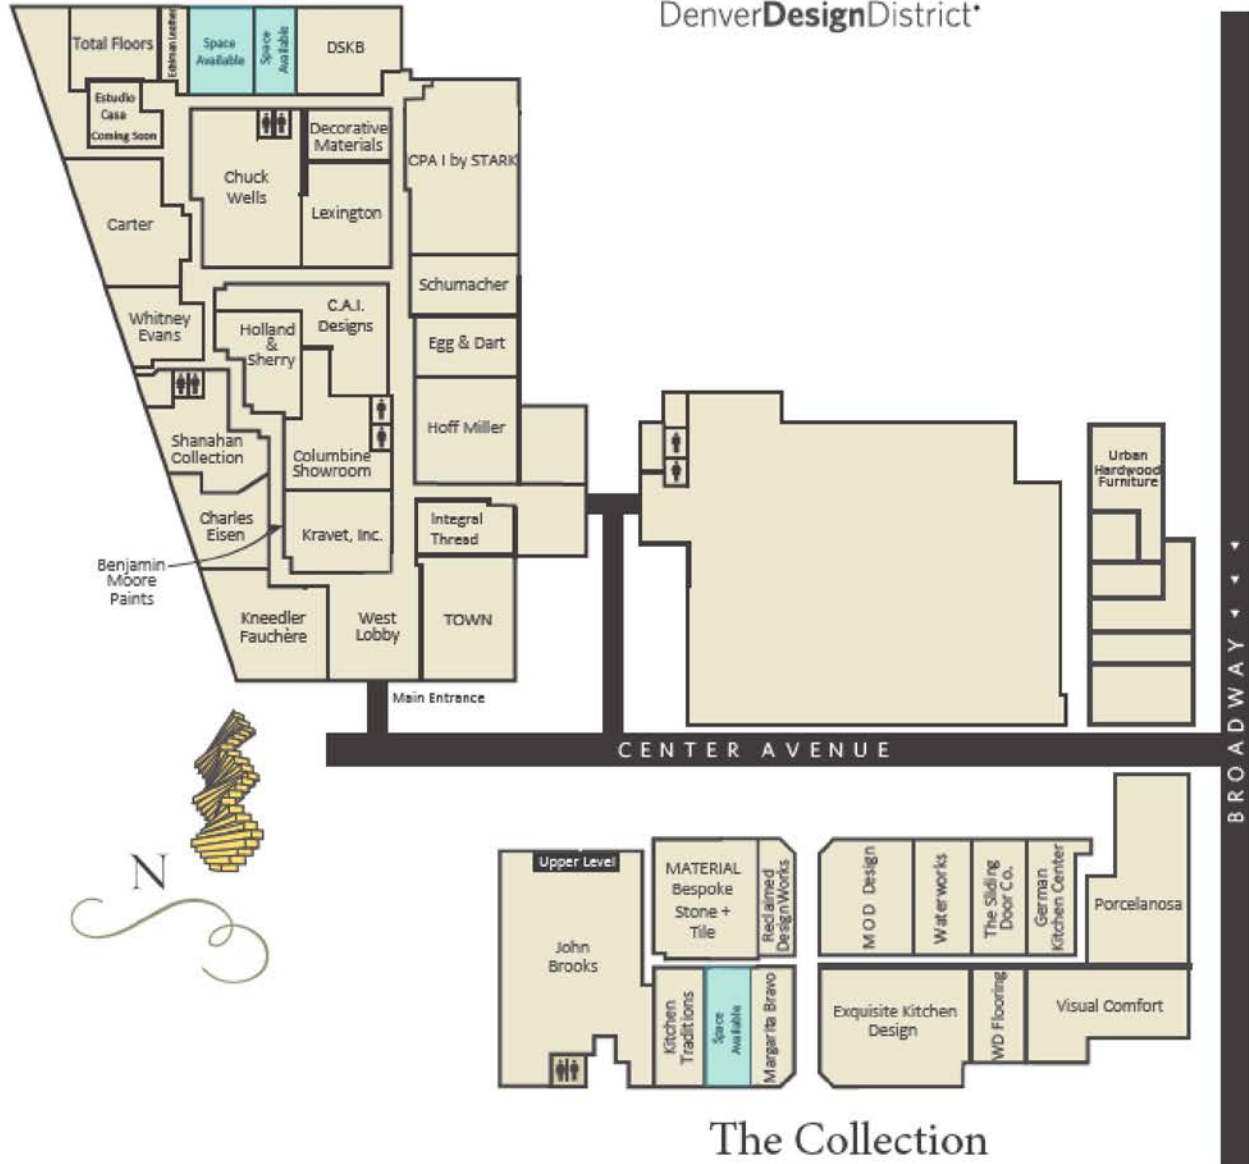 DenverDesignDistrict
Total Floors
Edelman Leather
Space
Available
Space
Available
DSKB
Estudio
Casa
Coming Soon
Chuck
Wells
Decorative
Materials
CPA I by STARK
Carter
Lexington
Schumacher
Whitney
Evans
C.A.I.
Designs
Holland
&
Sherry
Egg & Dart
Hoff Miller
Shanahan
Collection
Columbine
Showroom
Urban
Hardwood
Furniture
Charles
Eisen
Kravet, Inc.
Integral
Thread
Benjamin
Moore
Paints
Kneedler
Fauchère
West
Lobby
TOWN
Main Entrance
CENTER AVENUE
BROADWAY
N
Upper Level
John
Brooks
MATERIAL
Bespoke
Stone +
Tile
Reclaimed
DesignWorks
MOD Design
Waterworks
The Sliding
Door Co.
German
Kitchen Center
Porcelanosa
Kitchen
Traditions
Space
Available
Margarita Bravo
Exquisite Kitchen
Design
WD Flooring
Visual Comfort
The Collection